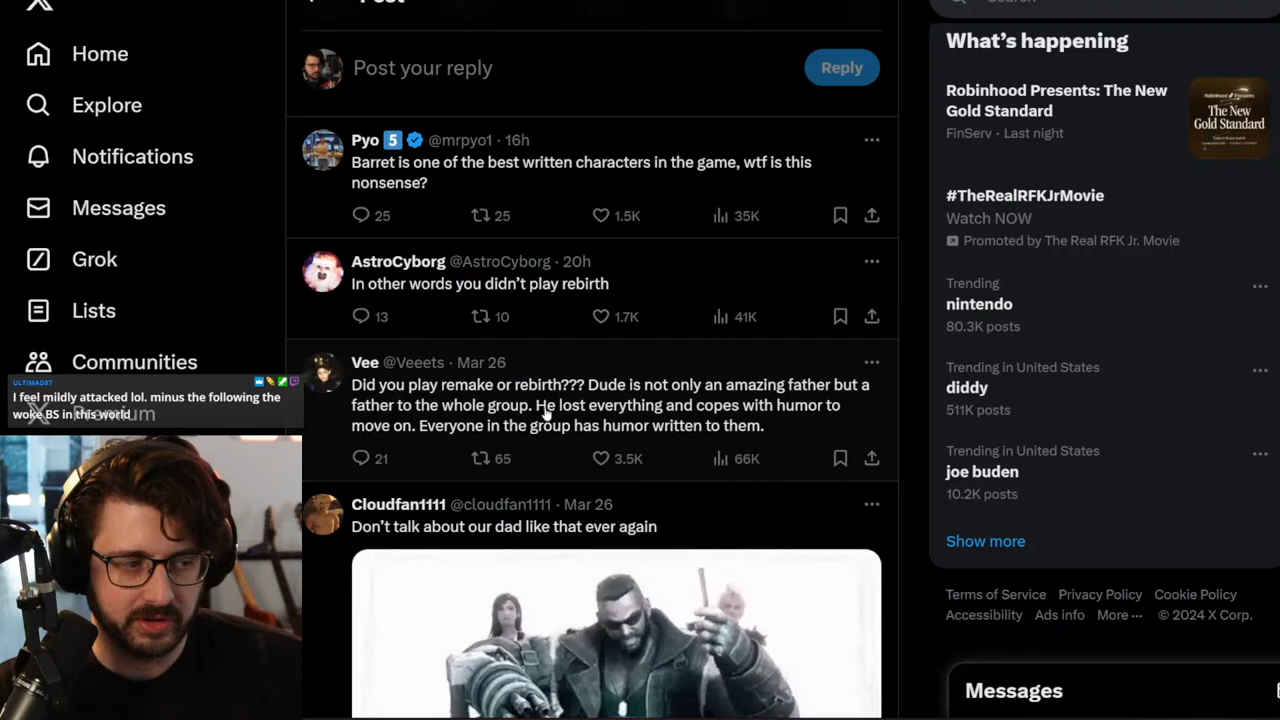 Home
Explore
Notifications
Messages
Grok
Lists
Communities
Premium
ULTIMAD87
I feel mildly attacked lol. minus the following the
woke BS in this world
Post your reply
Reply
Pyo 5 @mrpyo1 · 16h
Barret is one of the best written characters in the game, wtf is this
nonsense?
25 25 1.5K 35K
AstroCyborg @AstroCyborg · 20h
In other words you didn't play rebirth
13 10 1.7K 41K
Vee @Veeets · Mar 26
Did you play remake or rebirth??? Dude is not only an amazing father but a
father to the whole group. He lost everything and copes with humor to
move on. Everyone in the group has humor written to them.
21 65 3.5K 66K
Cloudfan1111 @cloudfan1111 · Mar 26
Don't talk about our dad like that ever again
What's happening
Robinhood Presents: The New
Gold Standard
FinServ · Last night
Robinhood Presents
The New
Gold Standard
#TheRealRFKJrMovie
Watch NOW
Promoted by The Real RFK Jr. Movie
Trending
nintendo
80.3K posts
Trending in United States
diddy
511K posts
Trending in United States
joe buden
10.2K posts
Show more
Terms of Service Privacy Policy Cookie Policy
Accessibility Ads info More ··· © 2024 X Corp.
Messages